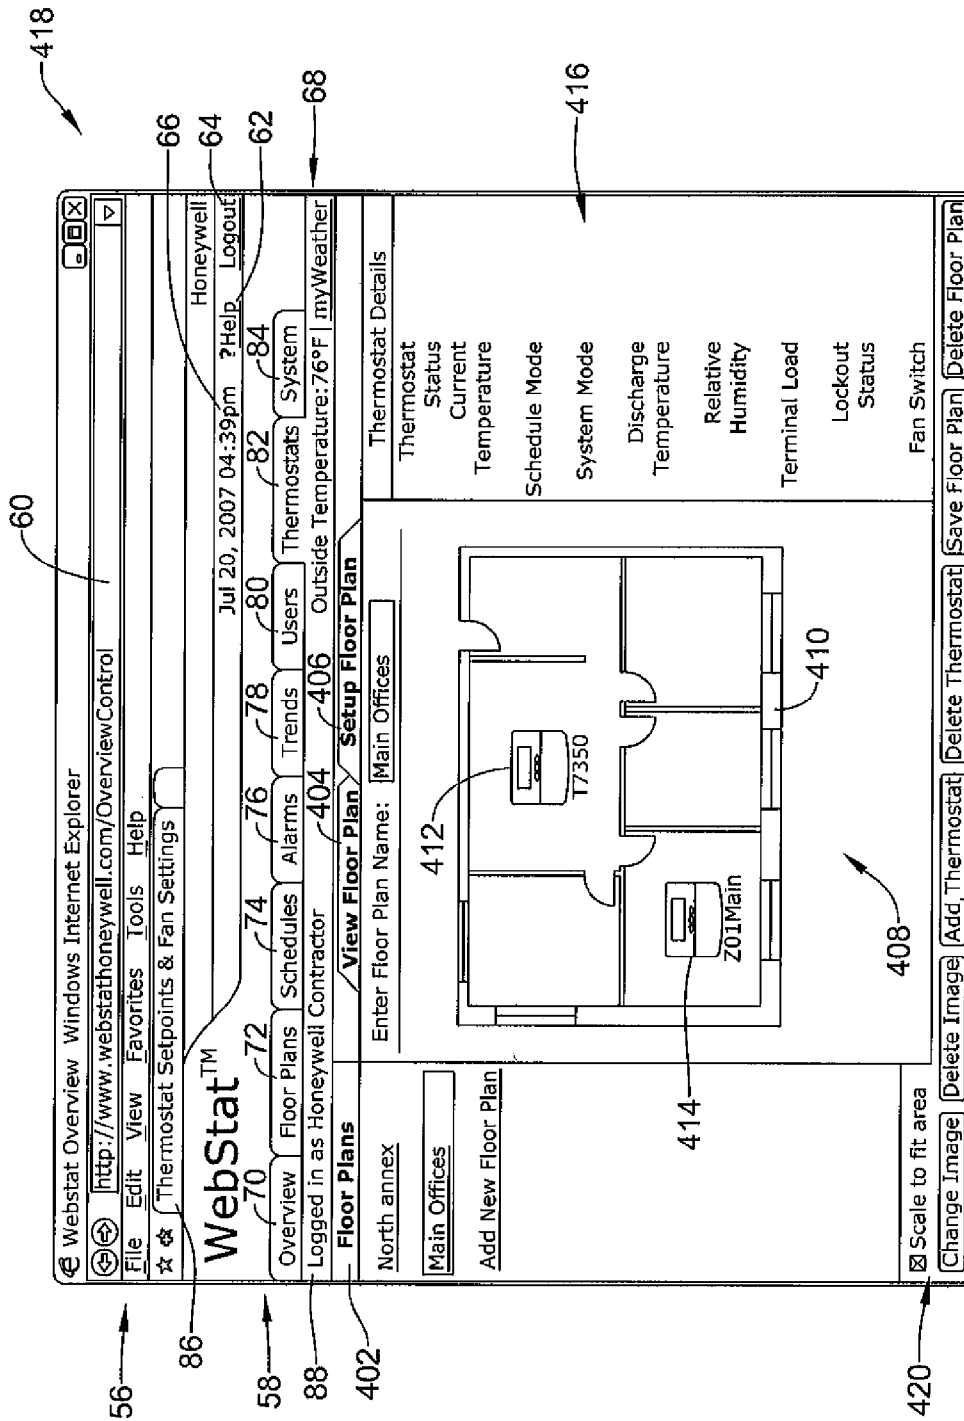 418
60
Webstat Overview Windows Internet Explorer
http://www.webstathoneywell.com/OverviewControl
56
File Edit View Favorites Tools Help
Thermostat Setpoints & Fan Settings
86
66
Honeywell
64
WebStat™
Jul 20, 2007 04:39pm ?Help Logout
62
58
70 72 74 76 78 80 82 84
Overview Floor Plans Schedules Alarms Trends Users Thermostats System
88
Logged in as Honeywell Contractor
Outside Temperature:76°F | myWeather
68
404 406
402
Floor Plans
View Floor Plan Setup Floor Plan
North annex
Main Offices
Add New Floor Plan
Enter Floor Plan Name: Main Offices
412
T7350
414
Z01Main
410
408
Thermostat Details
Thermostat
Status
Current
Temperature
Schedule Mode
System Mode
Discharge
Temperature
Relative
Humidity
Terminal Load
Lockout
Status
Fan Switch
416
Scale to fit area
420
Change Image Delete Image Add Thermostat Delete Thermostat Save Floor Plan Delete Floor Plan